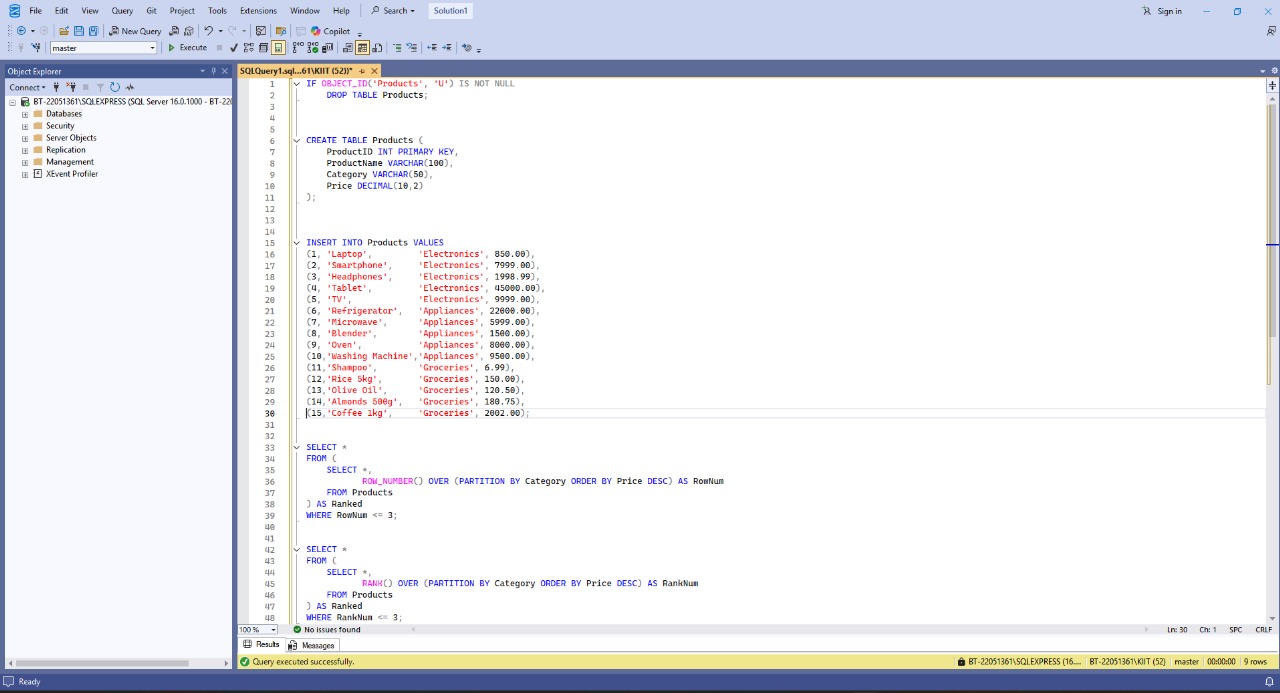 File Edit View Query Git Project Tools Extensions Window Help Search Solution1 Sign in
New Query Copilot
master Execute
Object Explorer
Connect
BT-22051361\SQLEXPRESS (SQL Server 16.0.1000 - BT-220
Databases
Security
Server Objects
Replication
Management
XEvent Profiler
SQLQuery1.sql...61\KIIT (52))*
1 IF OBJECT_ID('Products', 'U') IS NOT NULL
2 DROP TABLE Products;
3
4
5
6 CREATE TABLE Products (
7 ProductID INT PRIMARY KEY,
8 ProductName VARCHAR(100),
9 Category VARCHAR(50),
10 Price DECIMAL(10,2)
11 );
12
13
14
15 INSERT INTO Products VALUES
16 (1, 'Laptop', 'Electronics', 850.00),
17 (2, 'Smartphone', 'Electronics', 7999.00),
18 (3, 'Headphones', 'Electronics', 1998.99),
19 (4, 'Tablet', 'Electronics', 45000.00),
20 (5, 'TV', 'Electronics', 9999.00),
21 (6, 'Refrigerator', 'Appliances', 22000.00),
22 (7, 'Microwave', 'Appliances', 5999.00),
23 (8, 'Blender', 'Appliances', 1500.00),
24 (9, 'Oven', 'Appliances', 8000.00),
25 (10,'Washing Machine','Appliances', 9500.00),
26 (11,'Shampoo', 'Groceries', 6.99),
27 (12,'Rice 5kg', 'Groceries', 150.00),
28 (13,'Olive Oil', 'Groceries', 120.50),
29 (14,'Almonds 500g', 'Groceries', 180.75),
30 (15,'Coffee 1kg', 'Groceries', 2002.00);
31
32
33 SELECT *
34 FROM (
35 SELECT *,
36 ROW_NUMBER() OVER (PARTITION BY Category ORDER BY Price DESC) AS RowNum
37 FROM Products
38 ) AS Ranked
39 WHERE RowNum <= 3;
40
41
42 SELECT *
43 FROM (
44 SELECT *,
45 RANK() OVER (PARTITION BY Category ORDER BY Price DESC) AS RankNum
46 FROM Products
47 ) AS Ranked
48 WHERE RankNum <= 3;
100 % No issues found Ln: 30 Ch: 1 SPC CRLF
Results Messages
Query executed successfully. BT-22051361\SQLEXPRESS (16.... BT-22051361\KIIT (52) master 00:00:00 9 rows
Ready